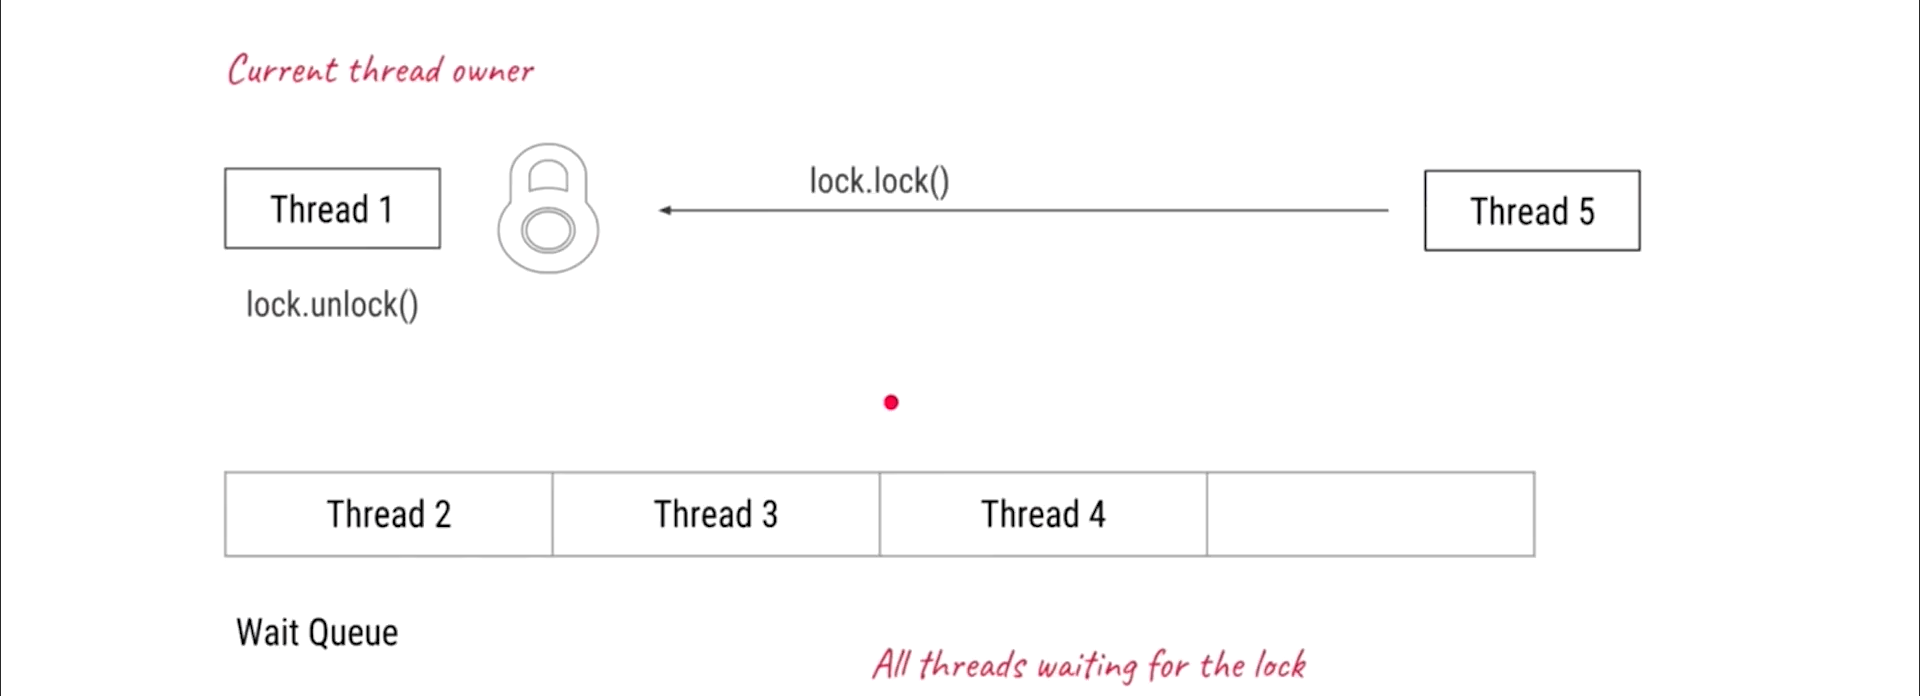 Current thread owner
lock.lock()
Thread 1
Thread 5
lock.unlock()
Thread 2
Thread 3
Thread 4
Wait Queue
All threads waiting for the lock